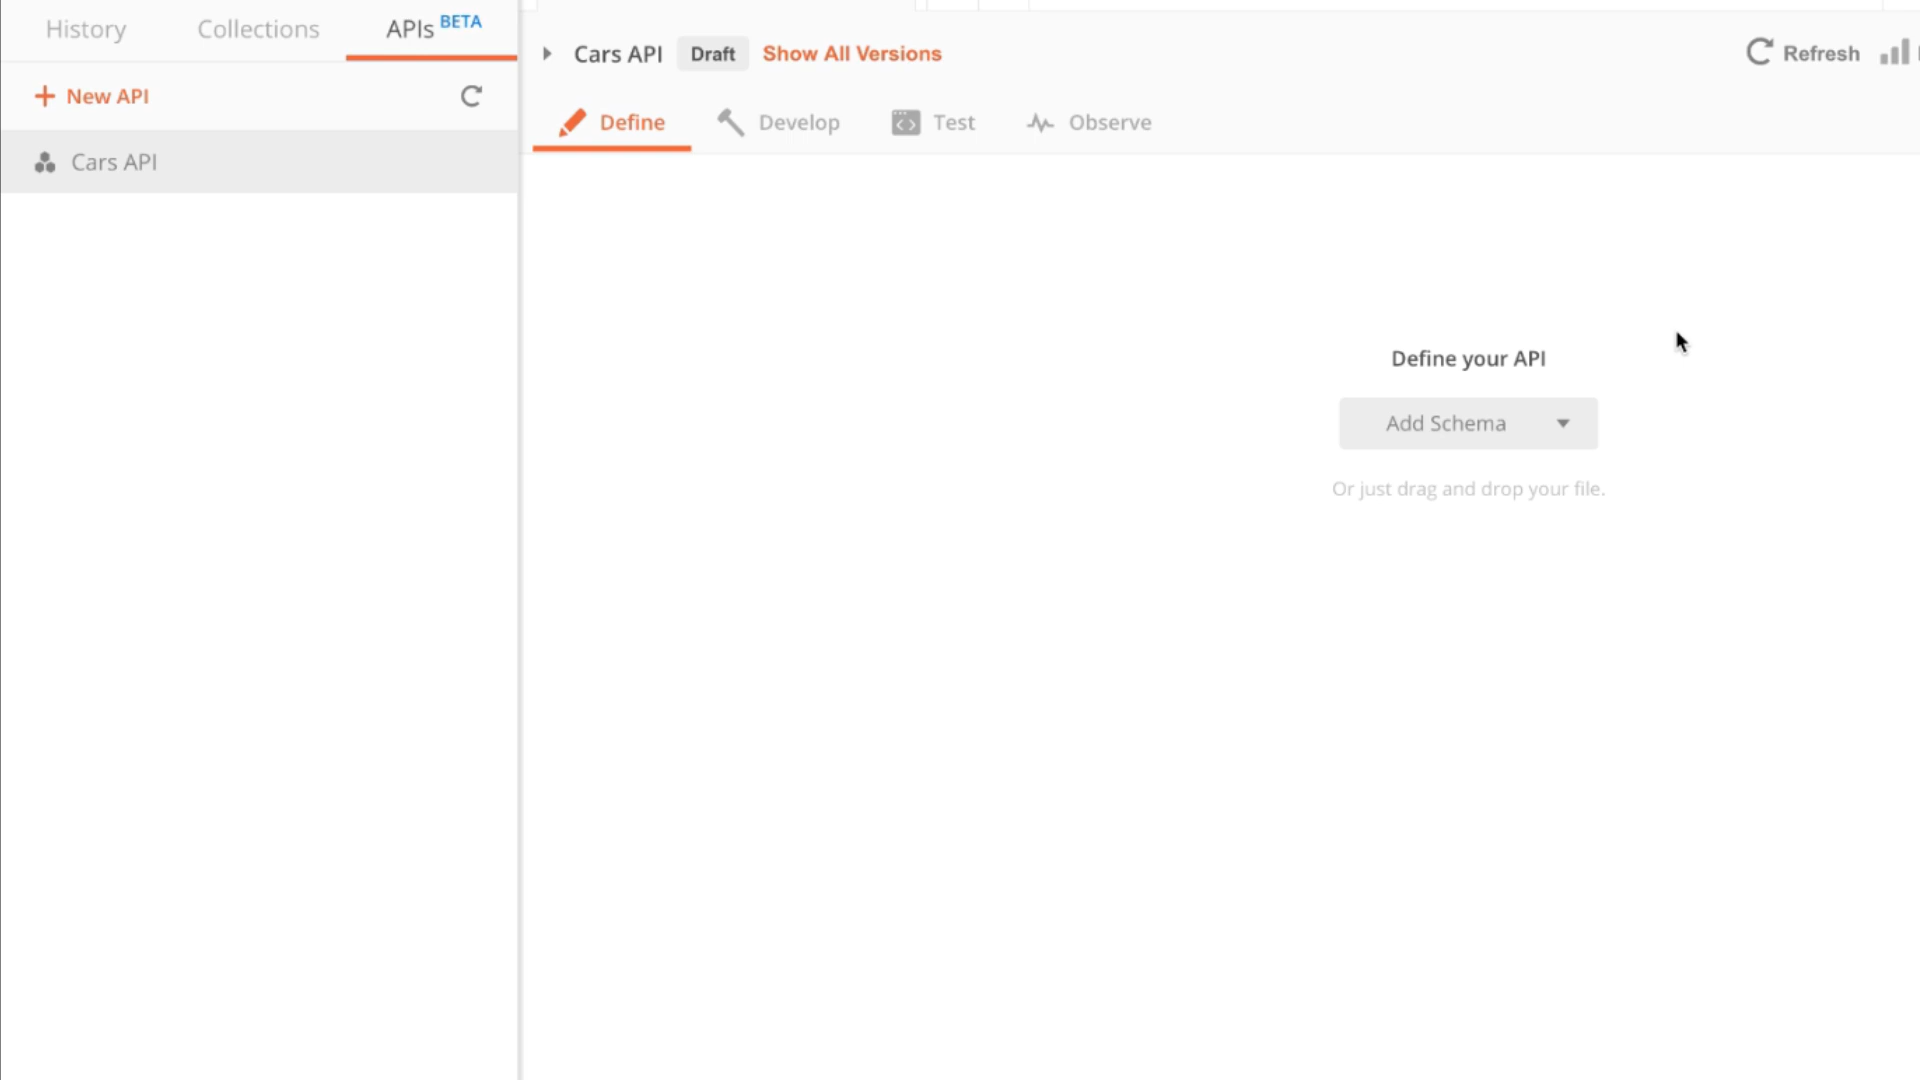 History Collections APIs BETA
+ New API
Cars API
Cars API Draft Show All Versions Refresh
Define Develop Test Observe
Define your API
Add Schema
Or just drag and drop your file.